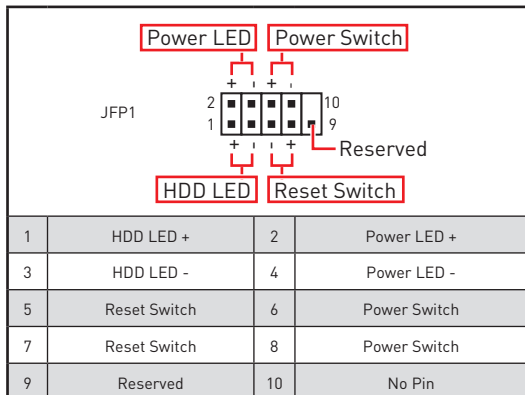 Power LED Power Switch
+ - + -
JFP1
2 10
1 9
+ - - +
Reserved
HDD LED Reset Switch
1 HDD LED + 2 Power LED +
3 HDD LED - 4 Power LED -
5 Reset Switch 6 Power Switch
7 Reset Switch 8 Power Switch
9 Reserved 10 No Pin